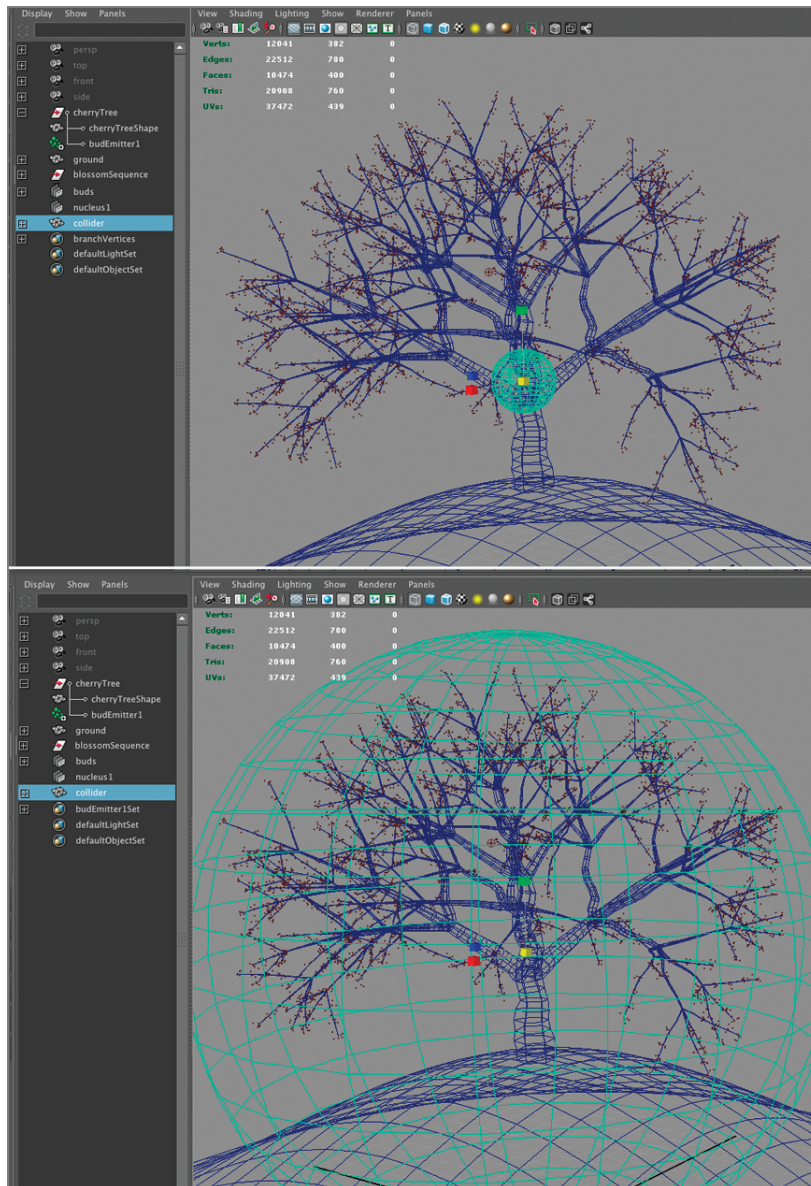 Display Show Panels
View Shading Lighting Show Renderer Panels
Verts: 12041 382 0
Edges: 22512 780 0
Faces: 10474 400 0
Tris: 20908 760 0
UVs: 37472 439 0
persp
top
front
side
cherryTree
cherryTreeShape
budEmitter1
ground
blossomSequence
buds
nucleus1
collider
branchVertices
defaultLightSet
defaultObjectSet
Display Show Panels
View Shading Lighting Show Renderer Panels
Verts: 12041 382 0
Edges: 22512 780 0
Faces: 10474 400 0
Tris: 20908 760 0
UVs: 37472 439 0
persp
top
front
side
cherryTree
cherryTreeShape
budEmitter1
ground
blossomSequence
buds
nucleus1
collider
budEmitter1Set
defaultLightSet
defaultObjectSet